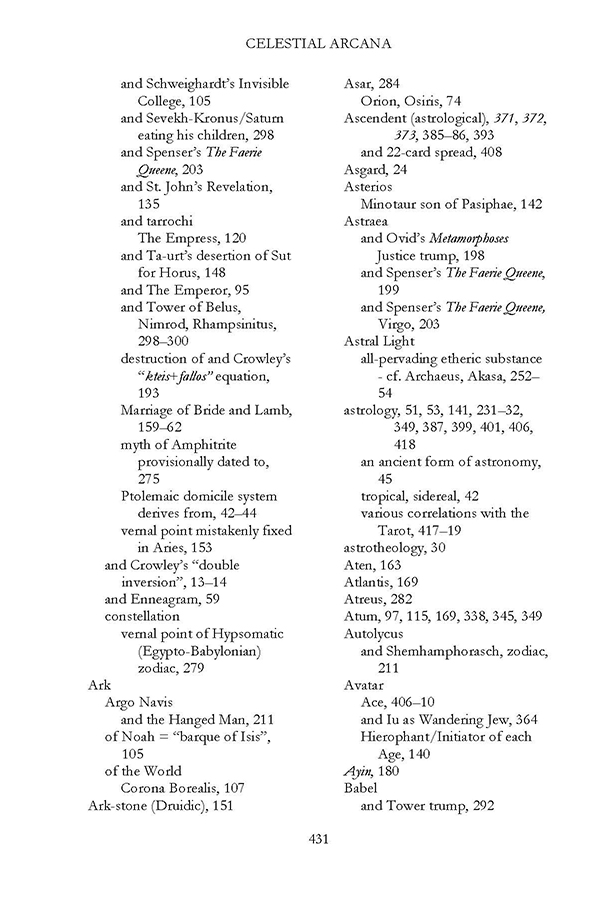 CELESTIAL ARCANA
and Schweighardt's Invisible
College, 105
and Sevekh-Kronus/Saturn
eating his children, 298
and Spenser's The Faerie
Queene, 203
and St. John's Revelation,
135
and tarrochi
The Empress, 120
and Ta-urt's desertion of Sut
for Horus, 148
and The Emperor, 95
and Tower of Belus,
Nimrod, Rhampsinitus,
298–300
destruction of and Crowley's
“kteis+fallos” equation,
193
Marriage of Bride and Lamb,
159–62
myth of Amphitrite
provisionally dated to,
275
Ptolemaic domicile system
derives from, 42–44
vernal point mistakenly fixed
in Aries, 153
and Crowley's “double
inversion”, 13–14
and Enneagram, 59
constellation
vernal point of Hypsomatic
(Egypto-Babylonian)
zodiac, 279
Ark
Argo Navis
and the Hanged Man, 211
of Noah = “barque of Isis”,
105
of the World
Corona Borealis, 107
Ark-stone (Druidic), 151
Asar, 284
Orion, Osiris, 74
Ascendent (astrological), 371, 372,
373, 385–86, 393
and 22-card spread, 408
Asgard, 24
Asterios
Minotaur son of Pasiphae, 142
Astraea
and Ovid's Metamorphoses
Justice trump, 198
and Spenser's The Faerie Queene,
199
and Spenser's The Faerie Queene,
Virgo, 203
Astral Light
all-pervading etheric substance
- cf. Archaeus, Akasa, 252–
54
astrology, 51, 53, 141, 231–32,
349, 387, 399, 401, 406,
418
an ancient form of astronomy,
45
tropical, sidereal, 42
various correlations with the
Tarot, 417–19
astrotheology, 30
Aten, 163
Atlantis, 169
Atreus, 282
Atum, 97, 115, 169, 338, 345, 349
Autolycus
and Shemhamphorasch, zodiac,
211
Avatar
Ace, 406–10
and Iu as Wandering Jew, 364
Hierophant/Initiator of each
Age, 140
Ayin, 180
Babel
and Tower trump, 292
431